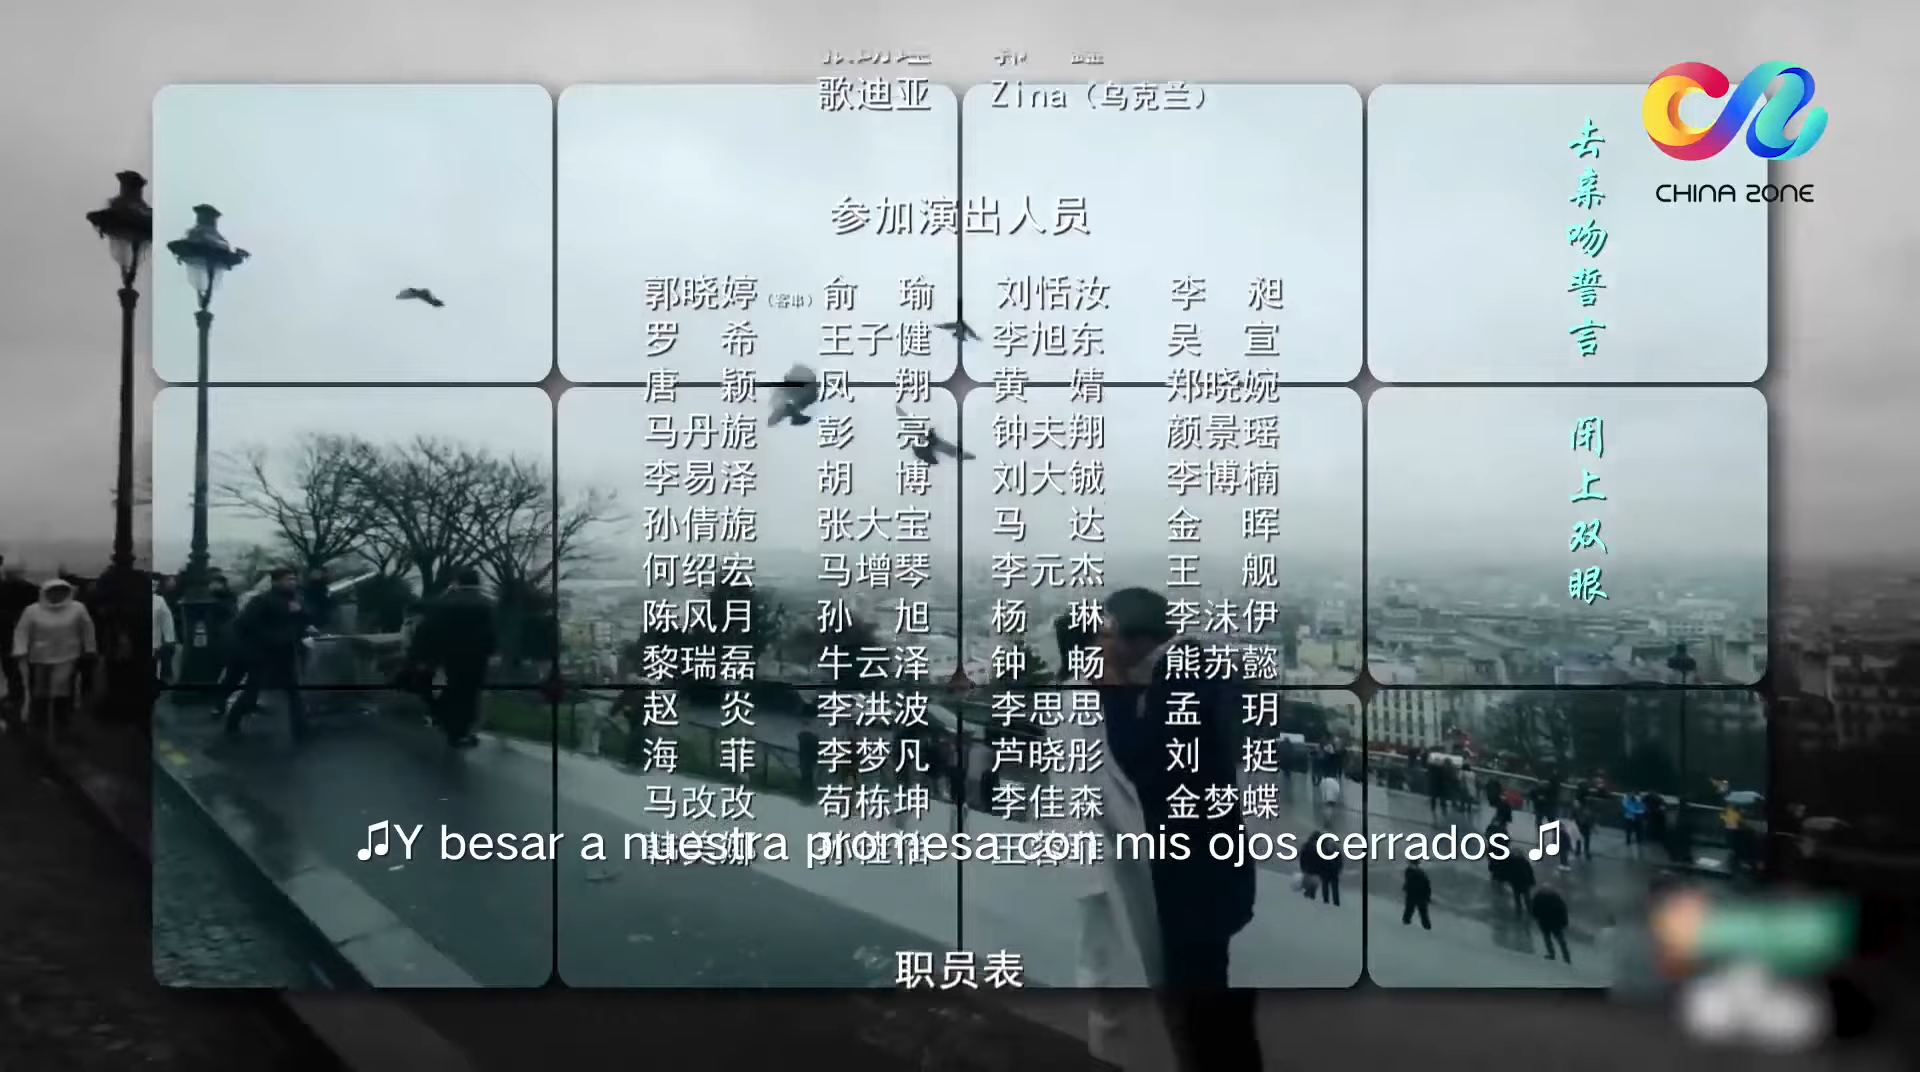 歌迪亚 Zina（乌克兰）
CHINA ZONE
去亲吻誓言
闭上双眼
参加演出人员
郭晓婷（客串） 俞瑜 刘恬汝 李昶
罗希 王子健 李旭东 吴宣
唐颖 凤翔 黄婧 郑晓婉
马丹旎 彭亮 钟夫翔 颜景瑶
李易泽 胡博 刘大铖 李博楠
孙倩旎 张大宝 马达 金晖
何绍宏 马增琴 李元杰 王舰
陈风月 孙旭 杨琳 李沫伊
黎瑞磊 牛云泽 钟畅 熊苏懿
赵炎 李洪波 李思思 孟玥
海菲 李梦凡 芦晓彤 刘挺
马改改 苟栋坤 李佳森 金梦蝶
♫Y besar a nuestra promesa con mis ojos cerrados ♫
职员表